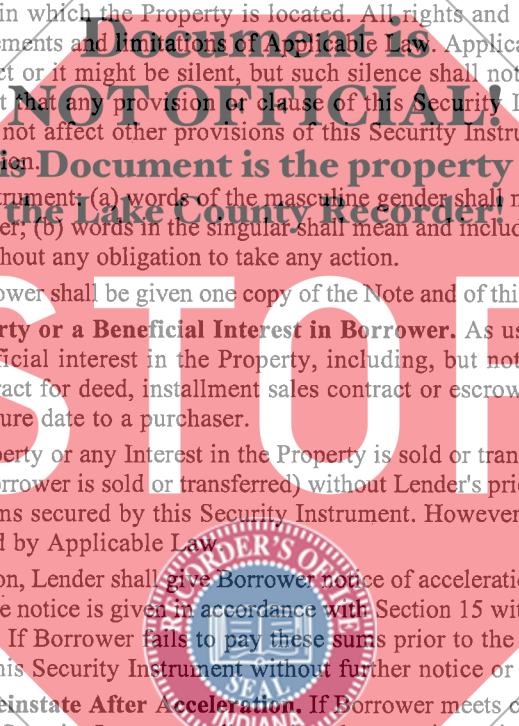 in which the Property is located. All rights and
Document is
ments and limitations of Applicable Law. Applica
ct or it might be silent, but such silence shall not
t that any provision or clause of this Security I
NOT OFFICIAL!
not affect other provisions of this Security Instru
ion.
is Document is the property
trument: (a) words of the masculine gender shall m
the Lake County Recorder!
er; (b) words in the singular shall mean and includ
hout any obligation to take any action.
ower shall be given one copy of the Note and of thi
STOP
rty or a Beneficial Interest in Borrower. As us
ficial interest in the Property, including, but not
ract for deed, installment sales contract or escrow
ure date to a purchaser.
perty or any Interest in the Property is sold or tran
orrower is sold or transferred) without Lender's prio
ms secured by this Security Instrument. However
d by Applicable Law.
on, Lender shall give Borrower notice of acceleratio
e notice is given in accordance with Section 15 wit
If Borrower fails to pay these sums prior to the
his Security Instrument without further notice or
einstate After Acceleration. If Borrower meets c
RECORDER'S OFFICE
SEAL
INDIANA